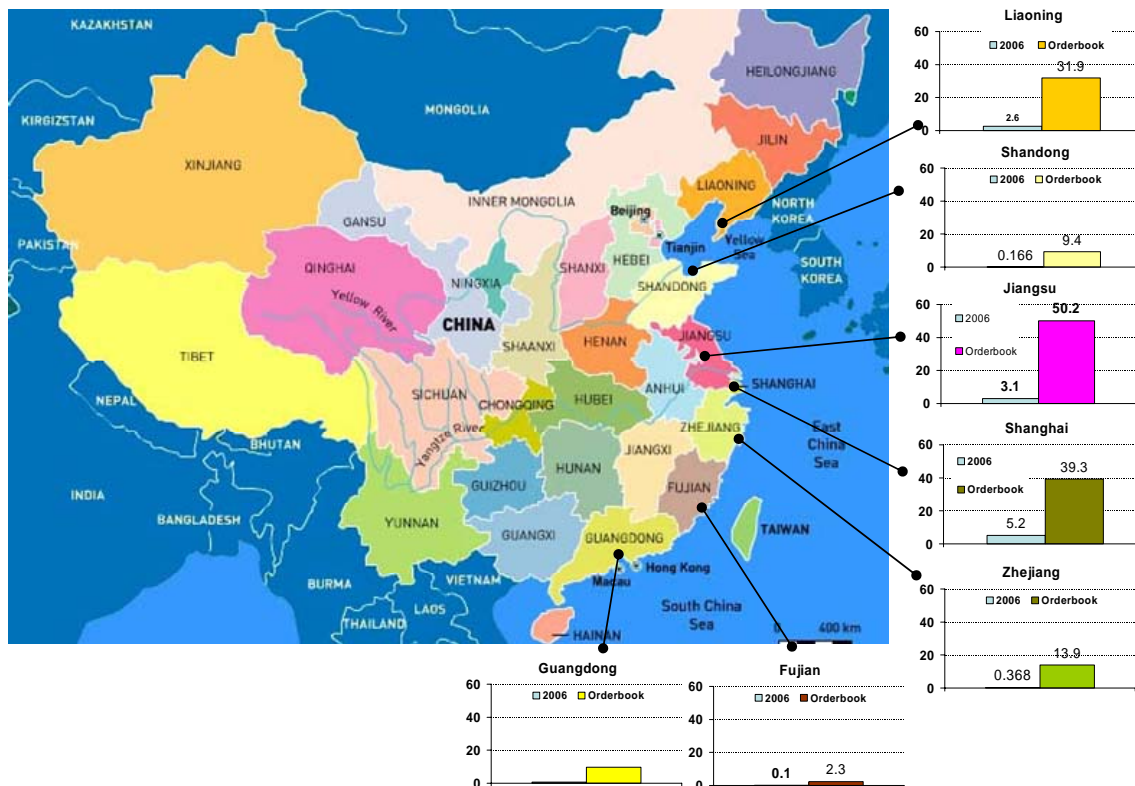 KAZAKHSTAN
KIRGIZSTAN
PAKISTAN
MONGOLIA
HEILONGJIANG
JILIN
LIAONING
XINJIANG
INNER MONGOLIA
Beijing
Tianjin
Yellow
Sea
NORTH
KOREA
SOUTH
KOREA
GANSU
QINGHAI
NINGXIA
SHANXI
HEBEI
SHANDONG
Yellow River
CHINA
SHAANXI
HENAN
JIANGSU
TIBET
SICHUAN
CHONGQING
HUBEI
ANHUI
SHANGHAI
NEPAL
BHUTAN
Yangtze River
ZHEJIANG
East
China
Sea
JIANGXI
HUNAN
FUJIAN
INDIA
BANGLADESH
GUIZHOU
YUNNAN
GUANGXI
GUANGDONG
TAIWAN
Hong Kong
Macau
BURMA
VIETNAM
LAOS
THAILAND
South China
Sea
HAINAN
0 400 km
Liaoning
2006 Orderbook
60
40
20
0
2.6
31.9
Shandong
2006 Orderbook
60
40
20
0
0.166
9.4
Jiangsu
2006
Orderbook
60
40
20
0
3.1
50.2
Shanghai
2006
Orderbook
60
40
20
0
5.2
39.3
Zhejiang
2006 Orderbook
60
40
20
0
0.368
13.9
Guangdong
2006 Orderbook
60
40
20
0
Fujian
2006 Orderbook
60
40
20
0
0.1
2.3